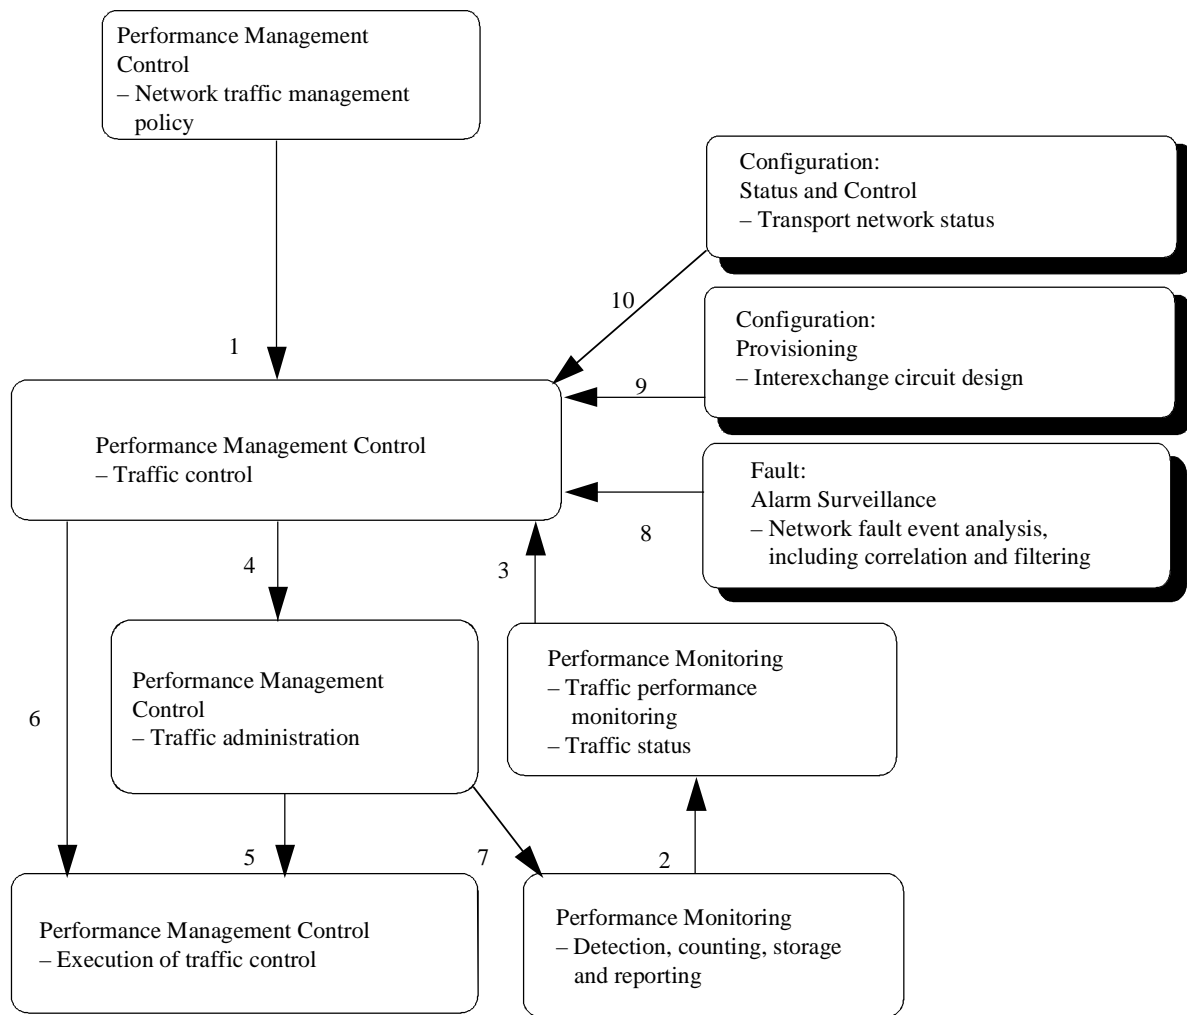 Performance Management
Control
– Network traffic management
policy
Configuration:
Status and Control
– Transport network status
10
Configuration:
Provisioning
– Interexchange circuit design
1
9
Performance Management Control
– Traffic control
Fault:
Alarm Surveillance
– Network fault event analysis,
including correlation and filtering
8
4
3
Performance Management
Control
– Traffic administration
Performance Monitoring
– Traffic performance
monitoring
– Traffic status
6
5
7
2
Performance Management Control
– Execution of traffic control
Performance Monitoring
– Detection, counting, storage
and reporting